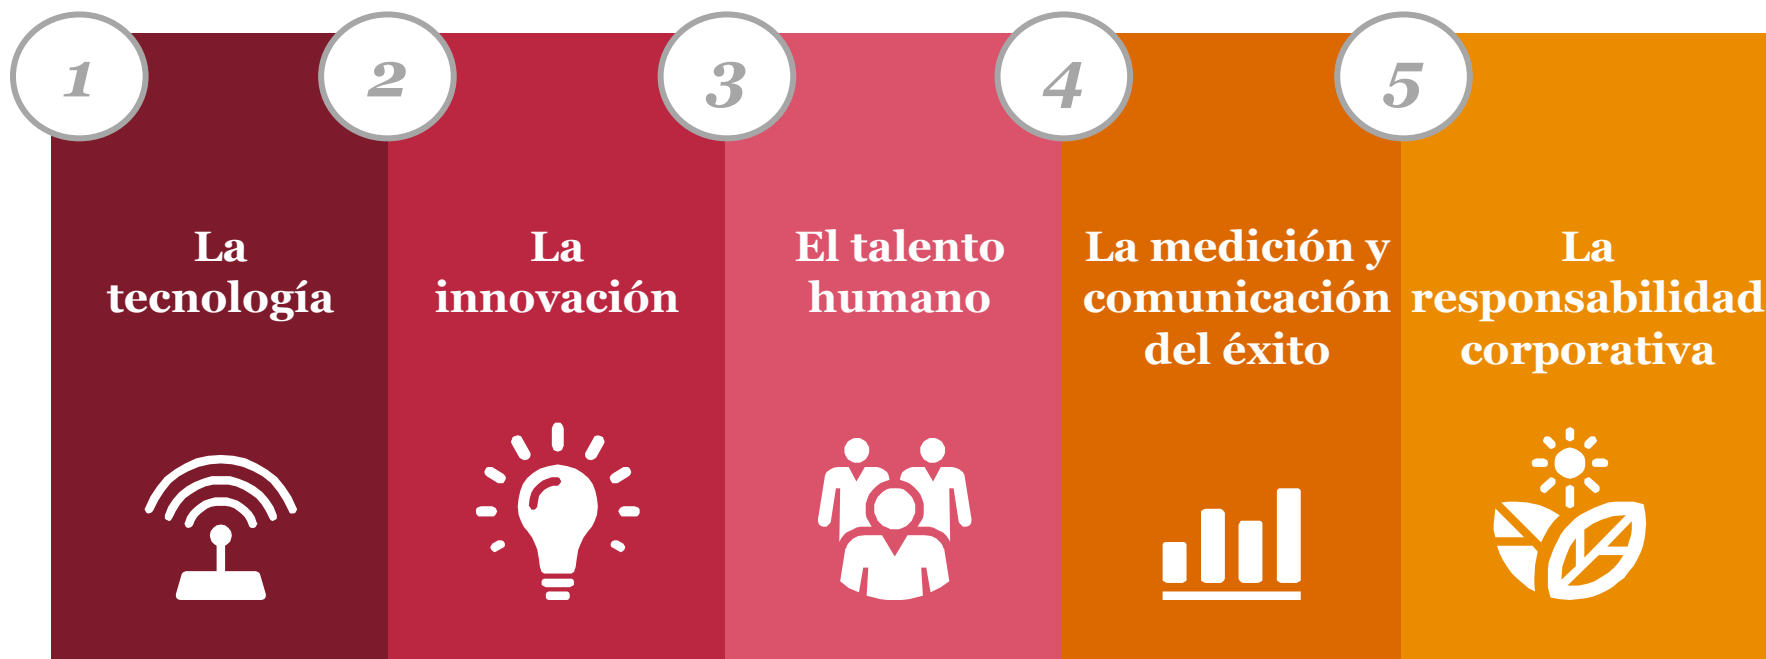 1
La
tecnología
2
La
innovación
3
El talento
humano
4
La medición y
comunicación
del éxito
5
La
responsabilidad
corporativa